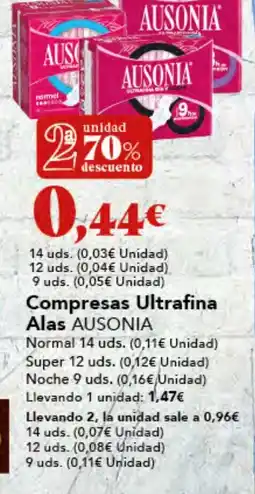 AUSONIA
AUSO
AUSONIA
normal
9
2ª unidad
70%
descuento
0,44€
14 uds. (0,03€ Unidad)
12 uds. (0,04€ Unidad)
9 uds. (0,05€ Unidad)
Compresas Ultrafina
Alas AUSONIA
Normal 14 uds. (0,11€ Unidad)
Super 12 uds. (0,12€ Unidad)
Noche 9 uds. (0,16€ Unidad)
Llevando 1 unidad: 1,47€
Llevando 2, la unidad sale a 0,96€
14 uds. (0,07€ Unidad)
12 uds. (0,08€ Unidad)
9 uds. (0,11€ Unidad)